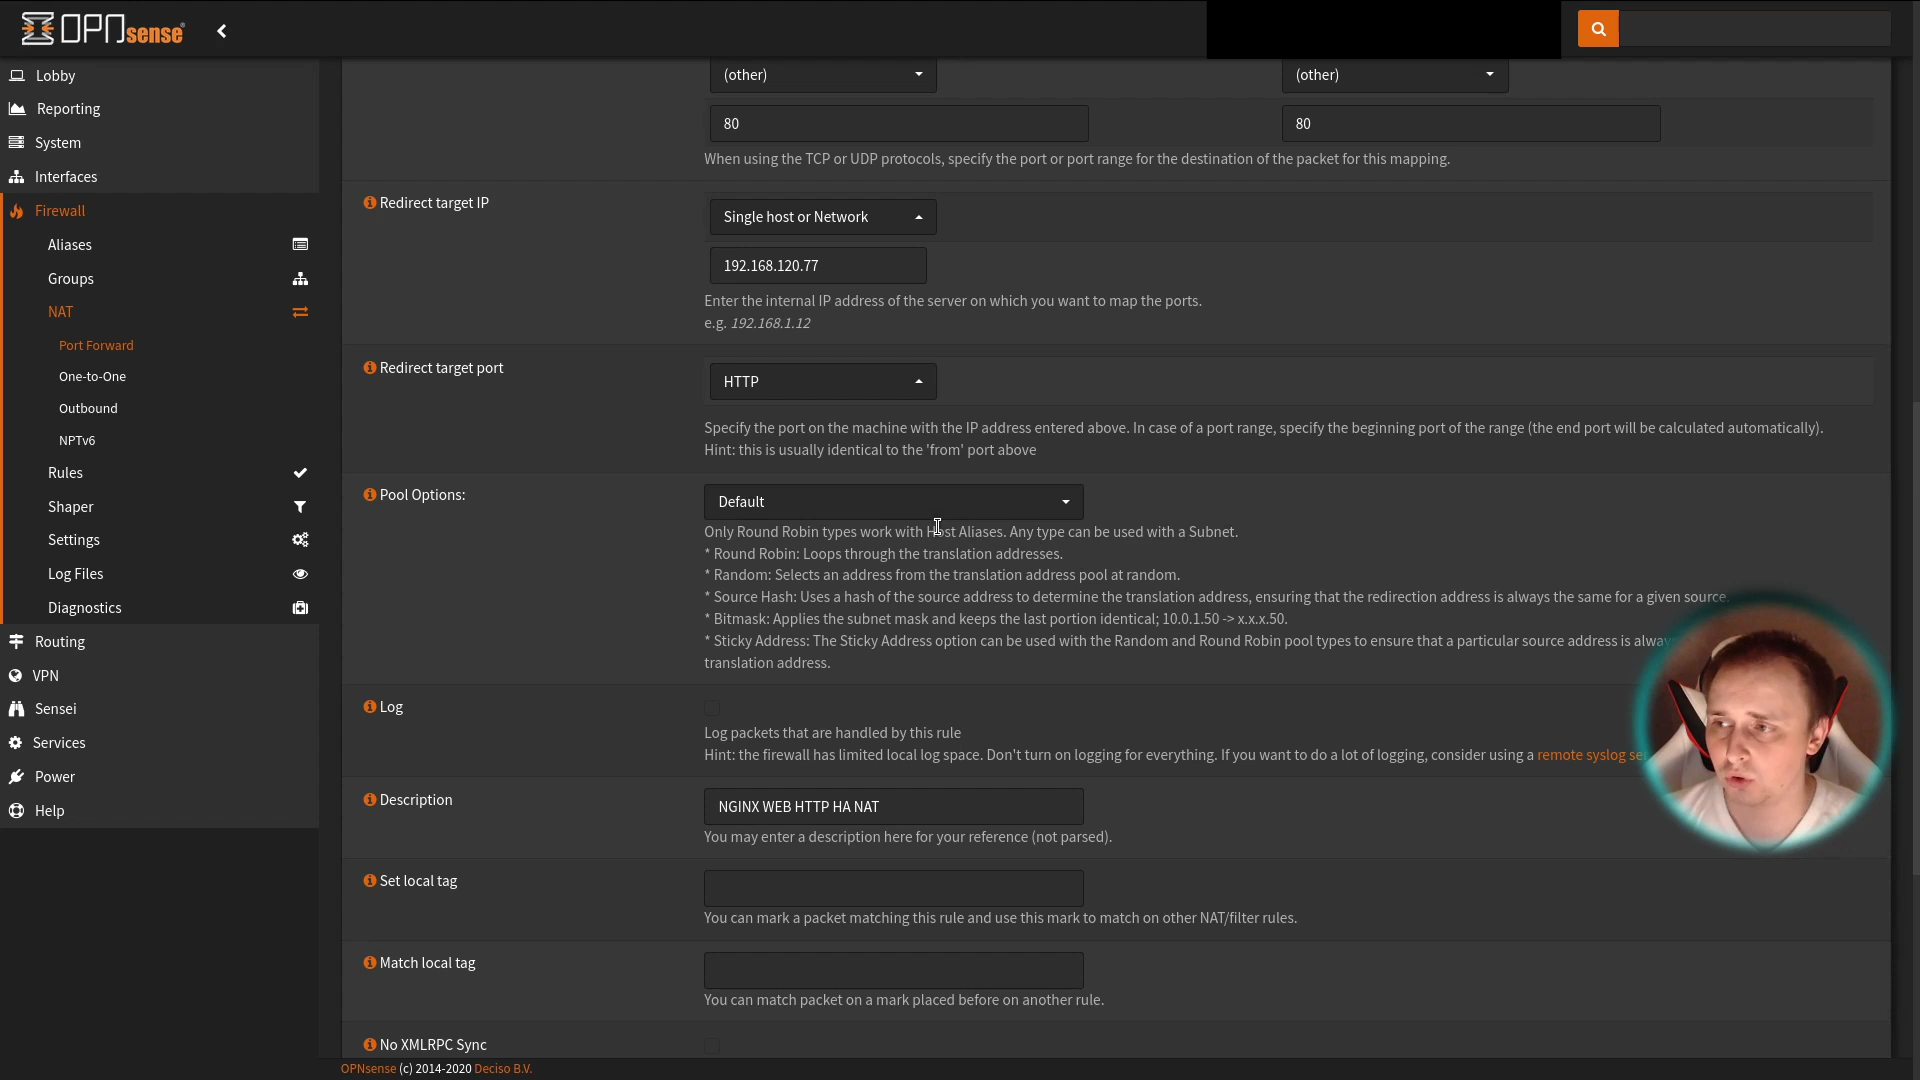 OPNsense
Lobby
Reporting
System
Interfaces
Firewall
Aliases
Groups
NAT
Port Forward
One-to-One
Outbound
NPTv6
Rules
Shaper
Settings
Log Files
Diagnostics
Routing
VPN
Sensei
Services
Power
Help
(other) (other)
80 80
When using the TCP or UDP protocols, specify the port or port range for the destination of the packet for this mapping.
Redirect target IP
Single host or Network
192.168.120.77
Enter the internal IP address of the server on which you want to map the ports.
e.g. 192.168.1.12
Redirect target port
HTTP
Specify the port on the machine with the IP address entered above. In case of a port range, specify the beginning port of the range (the end port will be calculated automatically).
Hint: this is usually identical to the 'from' port above
Pool Options:
Default
Only Round Robin types work with Host Aliases. Any type can be used with a Subnet.
* Round Robin: Loops through the translation addresses.
* Random: Selects an address from the translation address pool at random.
* Source Hash: Uses a hash of the source address to determine the translation address, ensuring that the redirection address is always the same for a given source.
* Bitmask: Applies the subnet mask and keeps the last portion identical; 10.0.1.50 -> x.x.x.50.
* Sticky Address: The Sticky Address option can be used with the Random and Round Robin pool types to ensure that a particular source address is
translation address.
Log
Log packets that are handled by this rule
Hint: the firewall has limited local log space. Don't turn on logging for everything. If you want to do a lot of logging, consider using a remote syslog
Description
NGINX WEB HTTP HA NAT
You may enter a description here for your reference (not parsed).
Set local tag
You can mark a packet matching this rule and use this mark to match on other NAT/filter rules.
Match local tag
You can match packet on a mark placed before on another rule.
No XMLRPC Sync
OPNsense (c) 2014-2020 Deciso B.V.